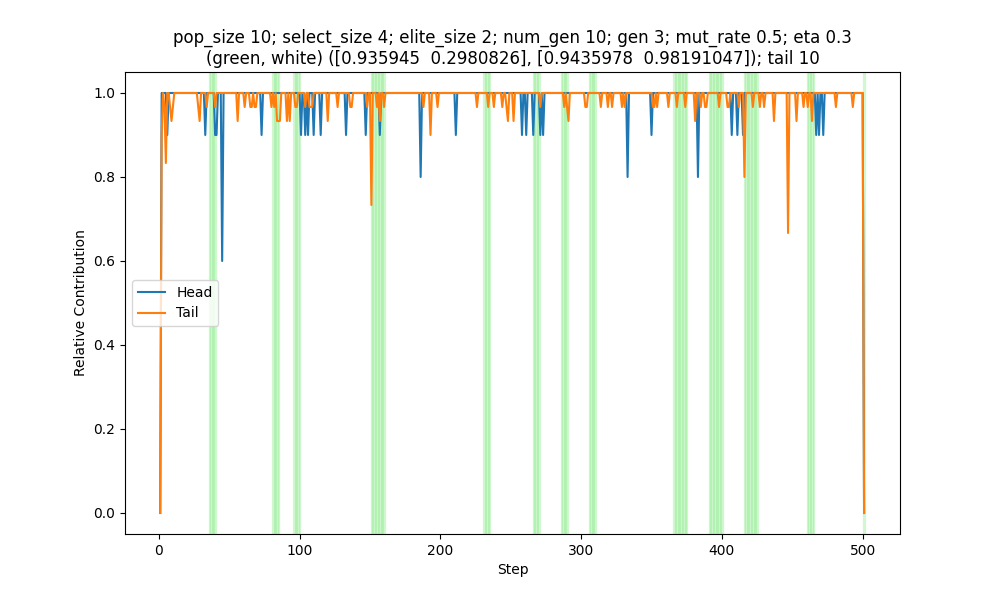 pop_size 10; select_size 4; elite_size 2; num_gen 10; gen 3; mut_rate 0.5; eta 0.3
(green, white) ([0.935945  0.2980826], [0.9435978  0.98191047]); tail 10
1.0
0.8
0.6
0.4
0.2
0.0
Relative Contribution
Head
Tail
0
100
200
300
400
500
Step